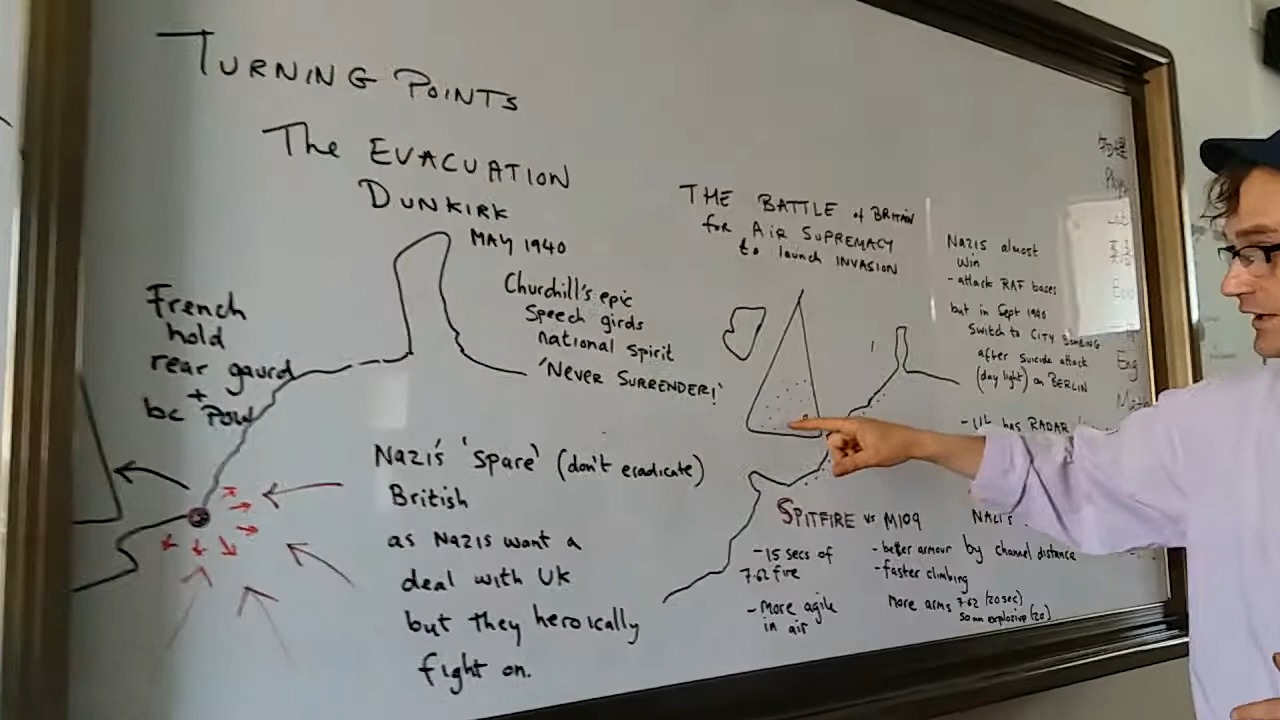 TURNING POINTS
The EVACUATION
DUNKIRK
MAY 1940
Churchill's epic
Speech girds
national spirit
'NEVER SURRENDER!'
French
hold
rear gaurd
+
bc POW
Nazi's 'spare' (don't eradicate)
British
as Nazis want a
deal with UK
but they heroically
fight on.
THE BATTLE of BRITAIN
for AIR SUPREMACY
to launch INVASION
NAZIS almost
win
- attack RAF bases
but in Sept 1940
Switch to CITY BOMBING
after suicide attack
(day light) on BERLIN
- UK has RADAR
SPITFIRE vs M109
- 15 secs of
7.62 fire
- More agile
in air
- better armour
- faster climbing
More arms 7.62 (20sec)
by channel distance
物理
Eng